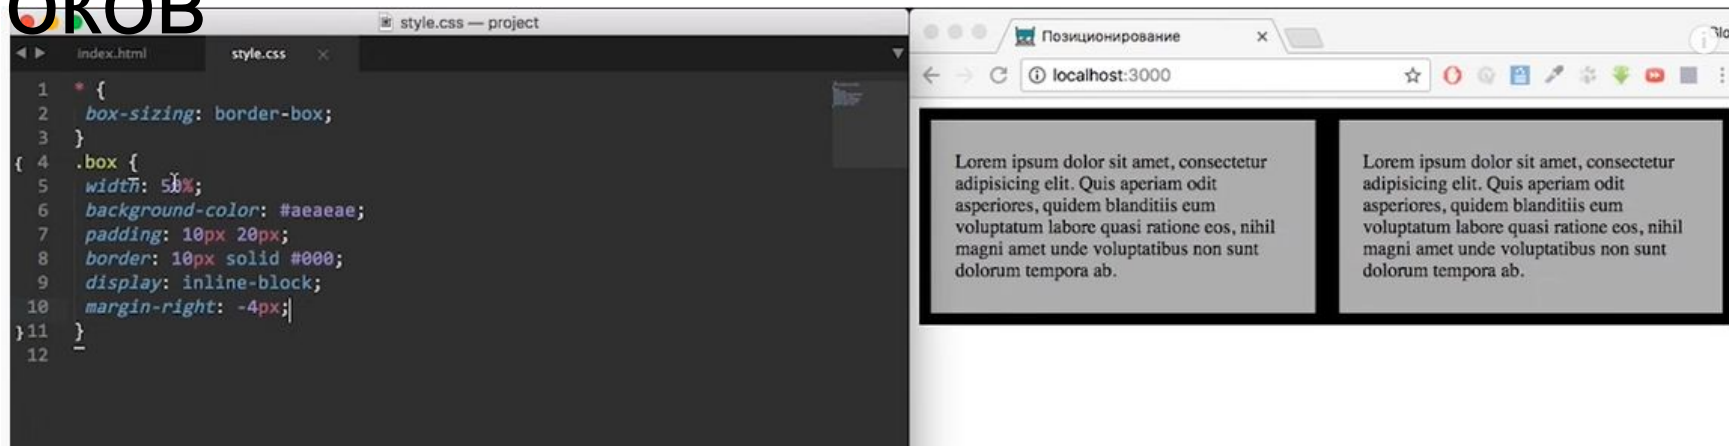 оков
style.css — project
index.html
style.css
1 * {
2 box-sizing: border-box;
3 }
{ 4 .box {
5 width: 50%;
6 background-color: #aeaeae;
7 padding: 10px 20px;
8 border: 10px solid #000;
9 display: inline-block;
10 margin-right: -4px;
}11 }
12
Позиционирование
localhost:3000
Lorem ipsum dolor sit amet, consectetur
adipisicing elit. Quis aperiam odit
asperiores, quidem blanditiis eum
voluptatum labore quasi ratione eos, nihil
magni amet unde voluptatibus non sunt
dolorum tempora ab.
Lorem ipsum dolor sit amet, consectetur
adipisicing elit. Quis aperiam odit
asperiores, quidem blanditiis eum
voluptatum labore quasi ratione eos, nihil
magni amet unde voluptatibus non sunt
dolorum tempora ab.